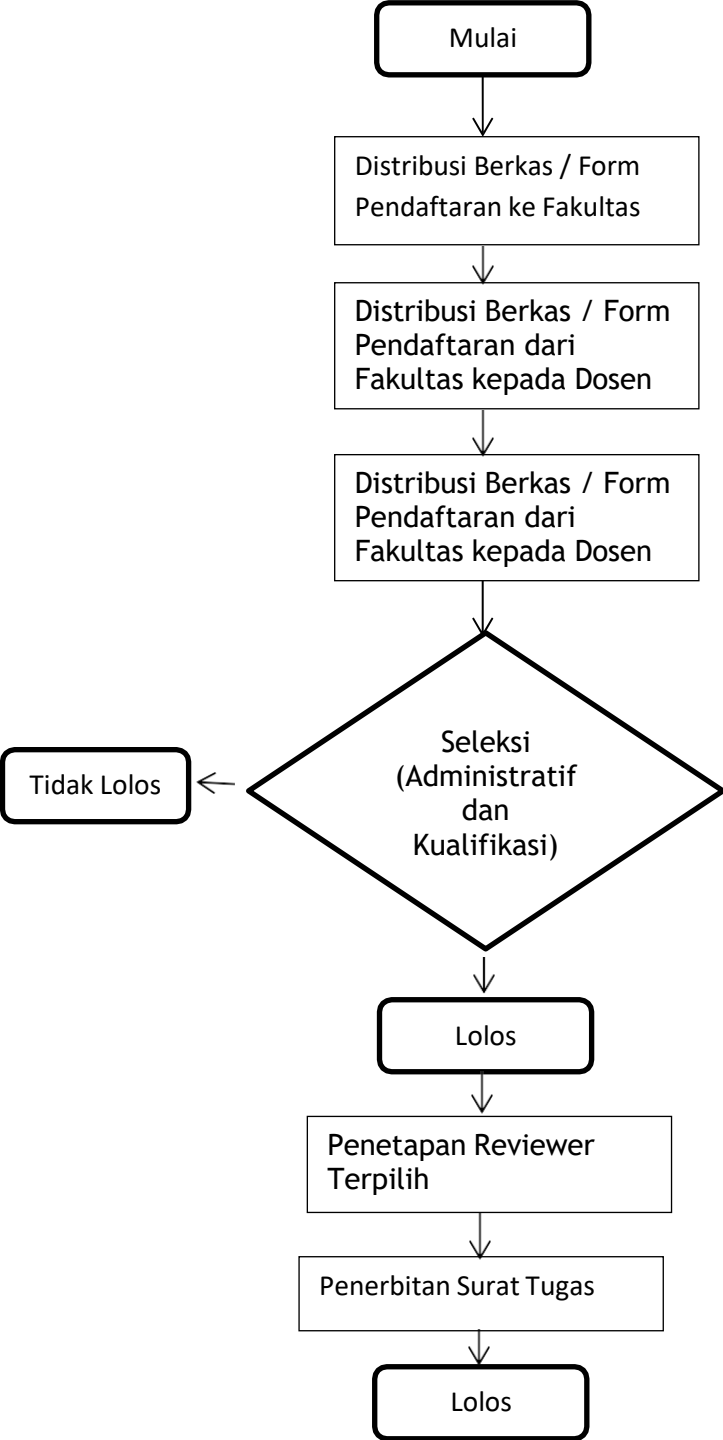 Mulai
Distribusi Berkas / Form
Pendaftaran ke Fakultas
Distribusi Berkas / Form
Pendaftaran dari
Fakultas kepada Dosen
Distribusi Berkas / Form
Pendaftaran dari
Fakultas kepada Dosen
Seleksi
(Administratif
dan
Kualifikasi)
Tidak Lolos
Lolos
Penetapan Reviewer
Terpilih
Penerbitan Surat Tugas
Lolos